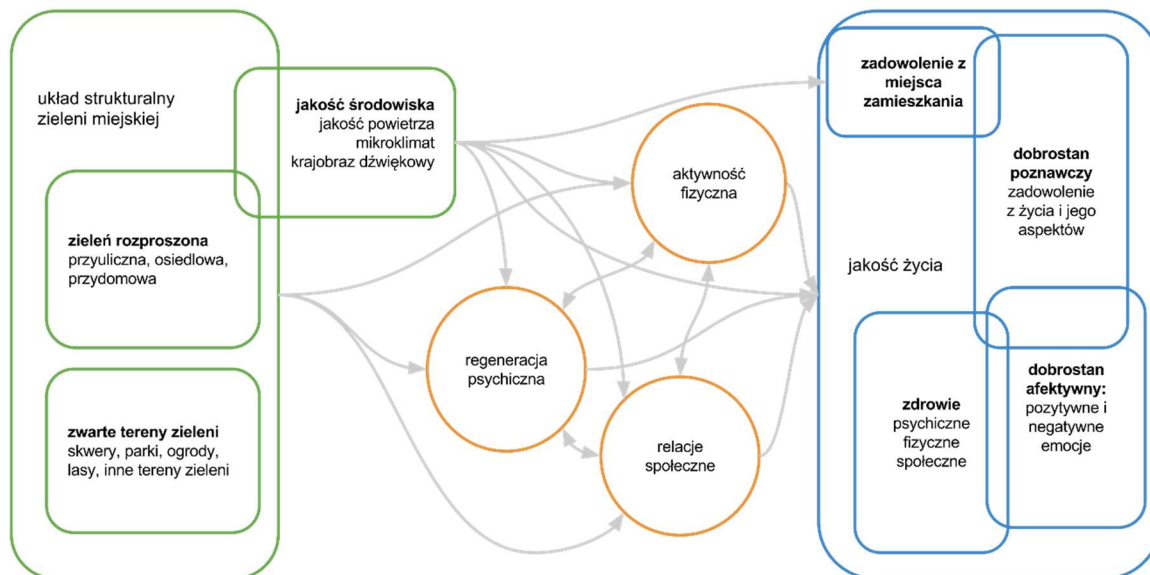 układ strukturalny
zieleni miejskiej
jakość środowiska
jakość powietrza
mikroklimat
krajobraz dźwiękowy
zieleń rozproszona
przyuliczna, osiedlowa,
przydomowa
zwarte tereny zieleni
skwery, parki, ogrody,
lasy, inne tereny zieleni
aktywność
fizyczna
regeneracja
psychiczna
relacje
społeczne
zadowolenie z
miejsca
zamieszkania
dobrostan
poznawczy
zadowolenie
z życia i jego
aspektów
jakość życia
zdrowie
psychiczne
fizyczne
społeczne
dobrostan
afektywny:
pozytywne i
negatywne
emocje